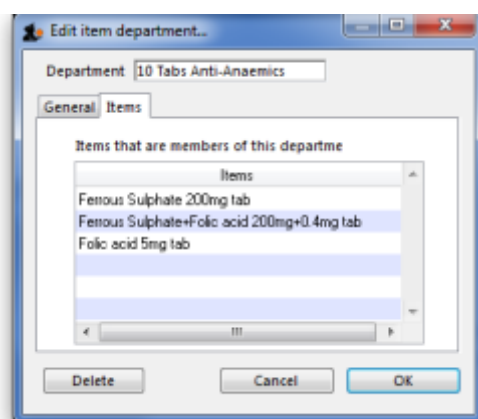 Edit item department...
Department 10 Tabs Anti-Anaemics
General Items
Items that are members of this departme
Items
Ferrous Sulphate 200mg tab
Ferrous Sulphate+Folic acid 200mg+0.4mg tab
Folic acid 5mg tab
Delete Cancel OK